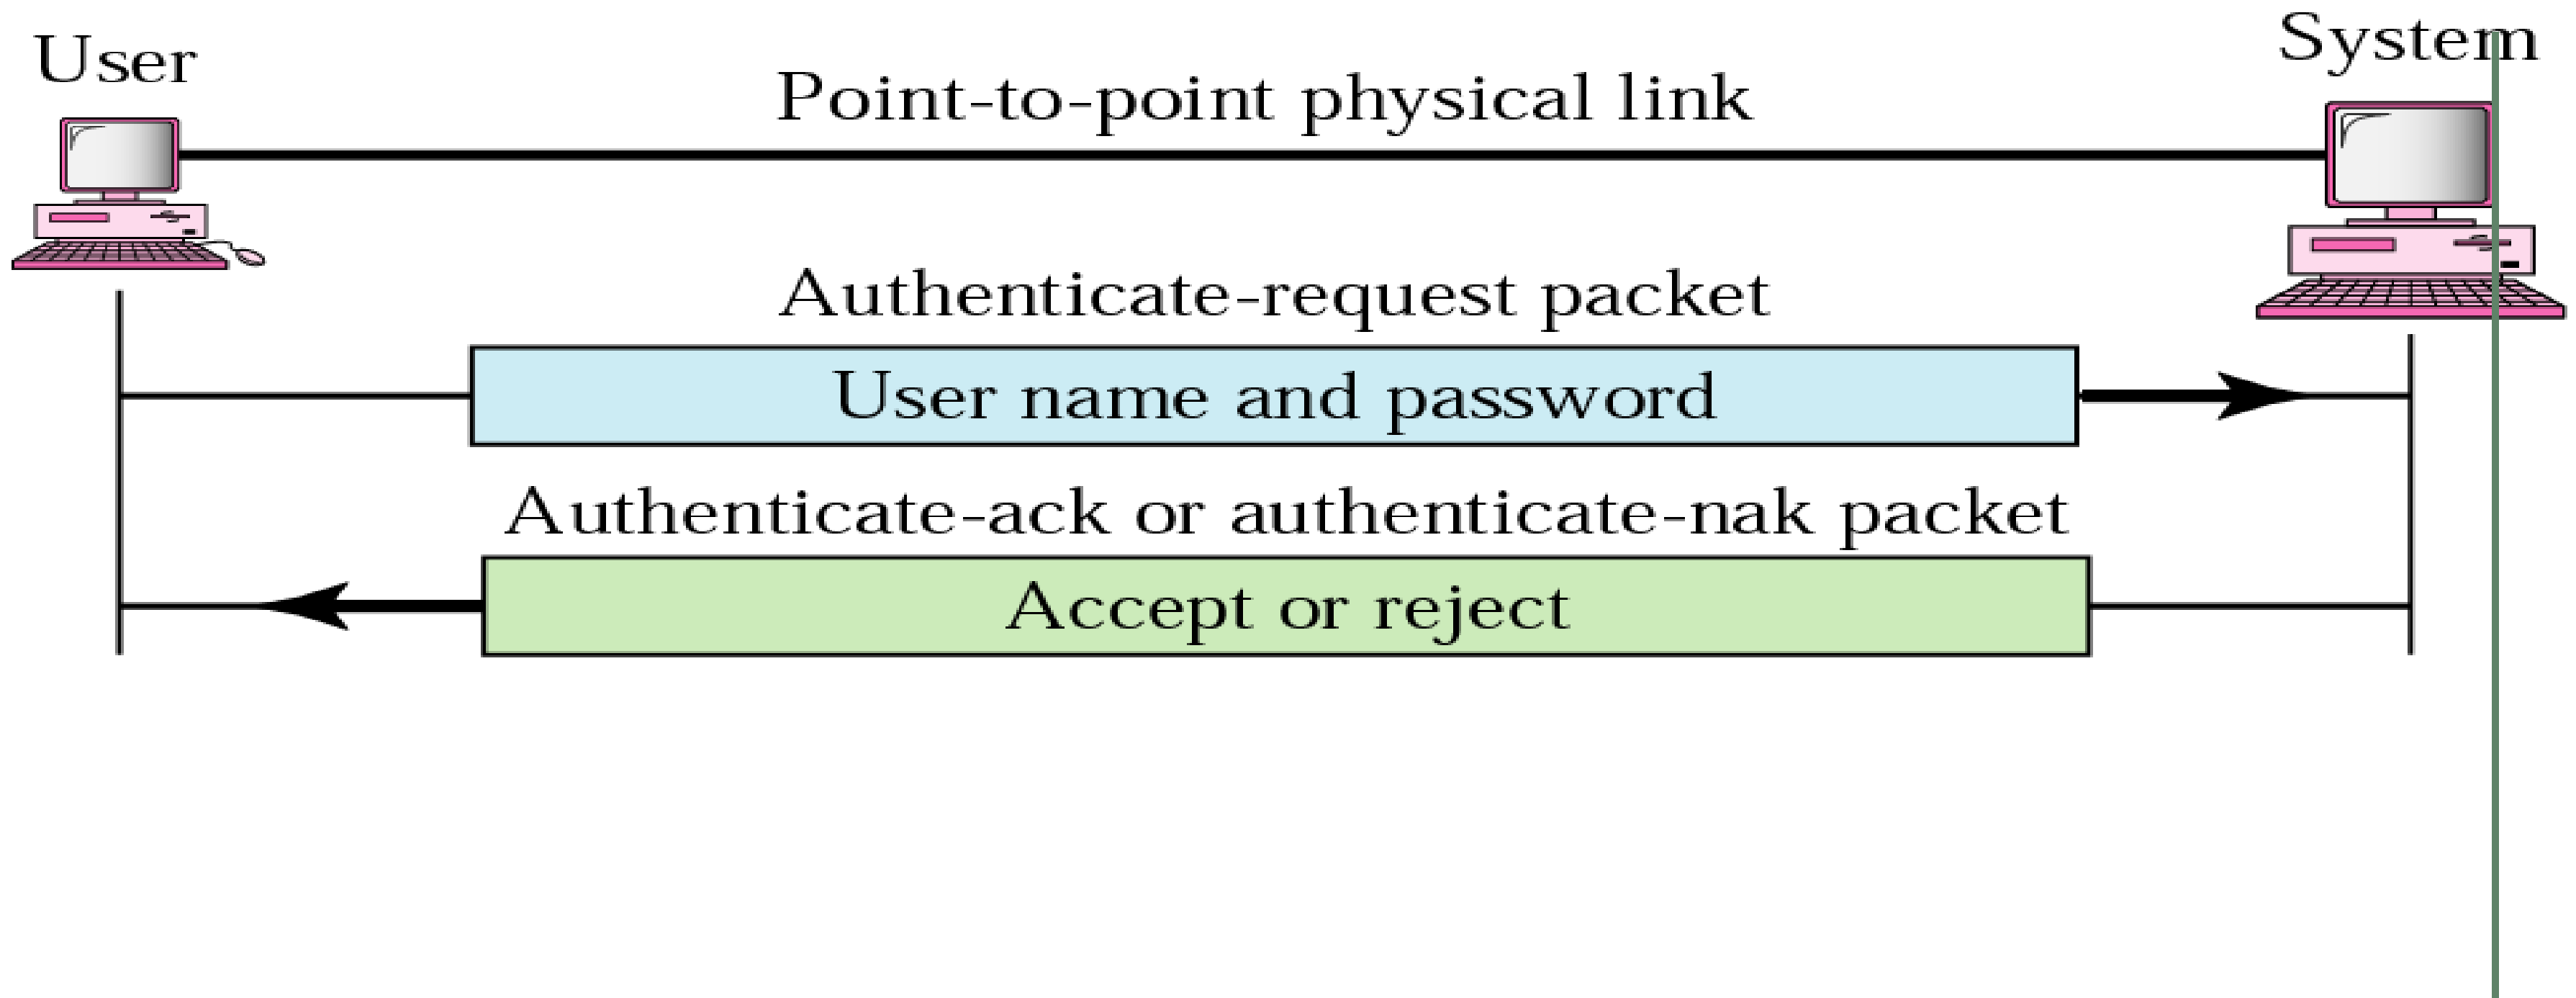 User
System
Point-to-point physical link
Authenticate-request packet
User name and password
Authenticate-ack or authenticate-nak packet
Accept or reject